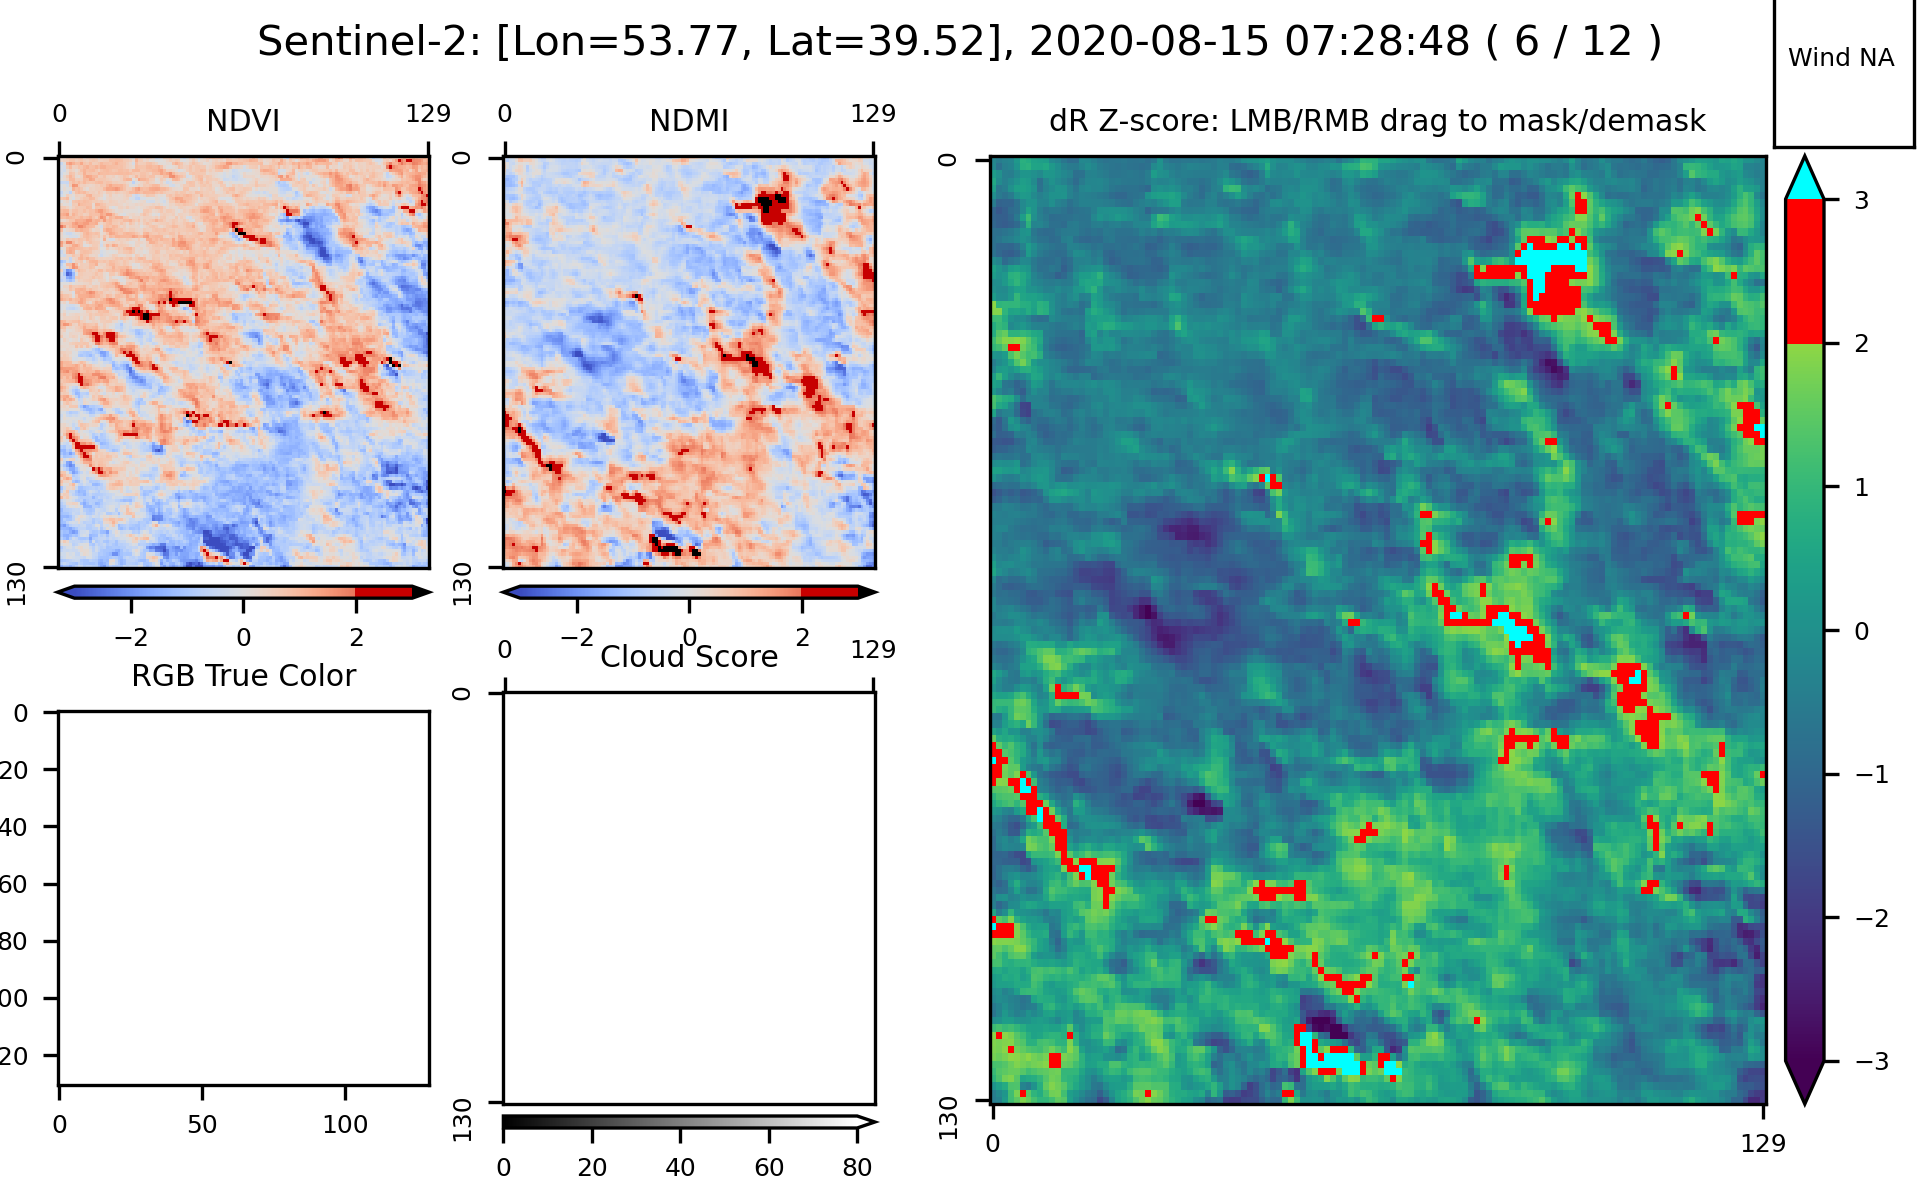 Sentinel-2: [Lon=53.77, Lat=39.52], 2020-08-15 07:28:48 ( 6 / 12 )
Wind NA
0 NDVI 129
0
130
−2 0 2
0 NDMI 129
0
130
−2 0 2
dR Z-score: LMB/RMB drag to mask/demask
0
130
0 129
3
2
1
0
−1
−2
−3
RGB True Color
0
20
40
60
80
00
20
0 50 100
0 Cloud Score 129
0
130
0 20 40 60 80